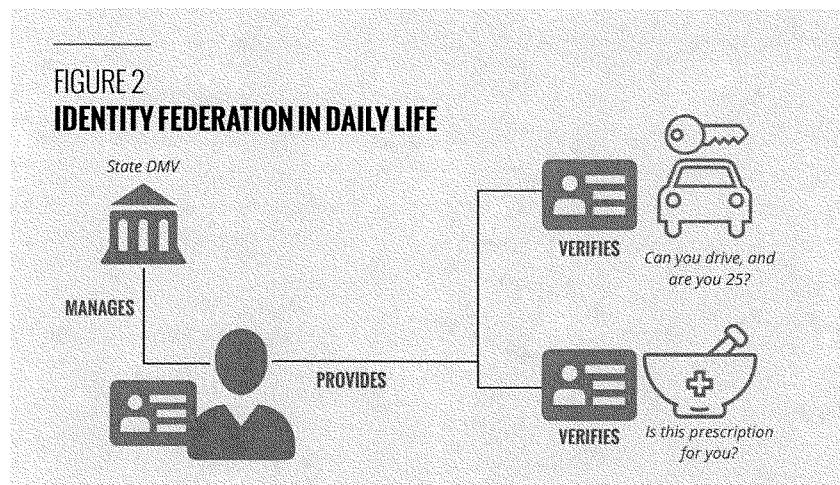 FIGURE 2
IDENTITY FEDERATION IN DAILY LIFE
State DMV
MANAGES
PROVIDES
VERIFIES
Can you drive, and
are you 25?
VERIFIES
Is this prescription
for you?